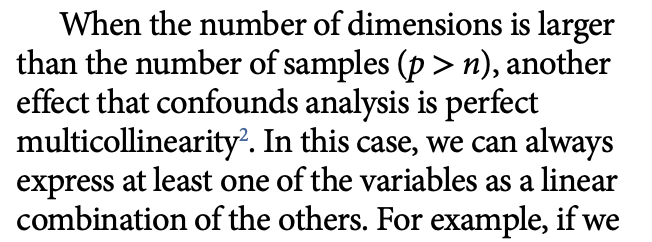 When the number of dimensions is larger
than the number of samples (p > n), another
effect that confounds analysis is perfect
multicollinearity². In this case, we can always
express at least one of the variables as a linear
combination of the others. For example, if we